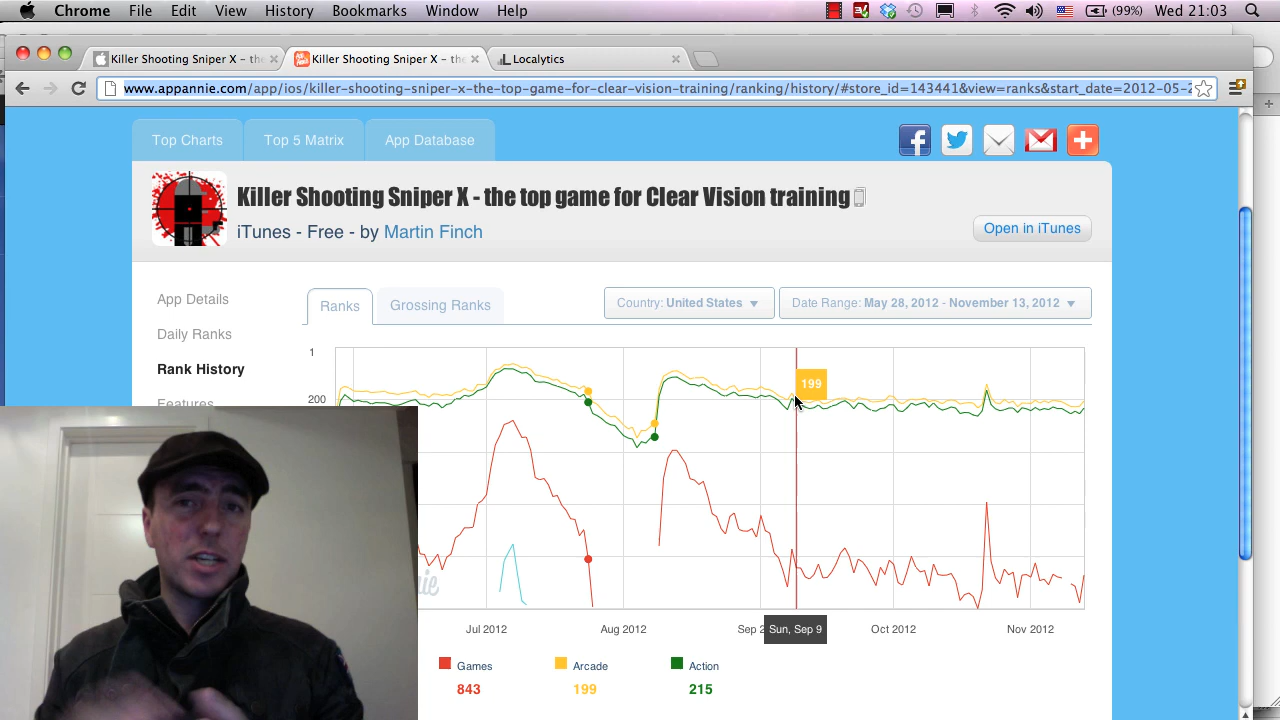 Chrome File Edit View History Bookmarks Window Help (99%) Wed 21:03
Killer Shooting Sniper X - the Killer Shooting Sniper X - the Localytics
www.appannie.com/app/ios/killer-shooting-sniper-x-the-top-game-for-clear-vision-training/ranking/history/#store_id=143441&view=ranks&start_date=2012-05-2
Top Charts Top 5 Matrix App Database
Killer Shooting Sniper X - the top game for Clear Vision training
iTunes - Free - by Martin Finch
Open in iTunes
App Details
Daily Ranks
Rank History
Features
Ranks Grossing Ranks Country: United States Date Range: May 28, 2012 - November 13, 2012
1
200
199
Jul 2012 Aug 2012 Sep 2 Sun, Sep 9 Oct 2012 Nov 2012
Games Arcade Action
843 199 215